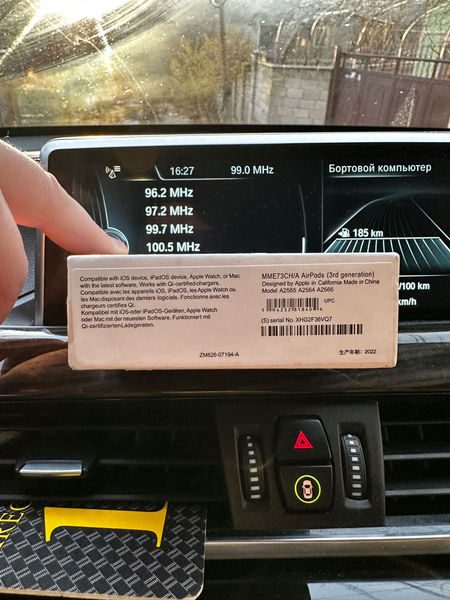 16:27
99.0 MHz
96.2 MHz
97.2 MHz
99.7 MHz
100.5 MHz
Бортовой компьютер
185 km
/100 km
km/h
Compatible with iOS device, iPadOS device, Apple Watch, or Mac
with the latest software. Works with Qi-certified chargers.
Compatible avec les appareils iOS, iPadOS, les Apple Watch ou
les Mac disposant des derniers logiciels. Fonctionne avec les
chargeurs certifiés Qi.
Kompatibel mit iOS- oder iPadOS-Geräten, Apple Watch
oder Mac mit der neuesten Software. Funktioniert mit
Qi-zertifizierten Ladegeräten.
ZM826-07194-A
MME73CH/A AirPods (3rd generation)
Designed by Apple in California Made in China
Model A2565 A2564 A2566
UPC
(S) serial No. XHG2F36VQ7
生产年期：2022